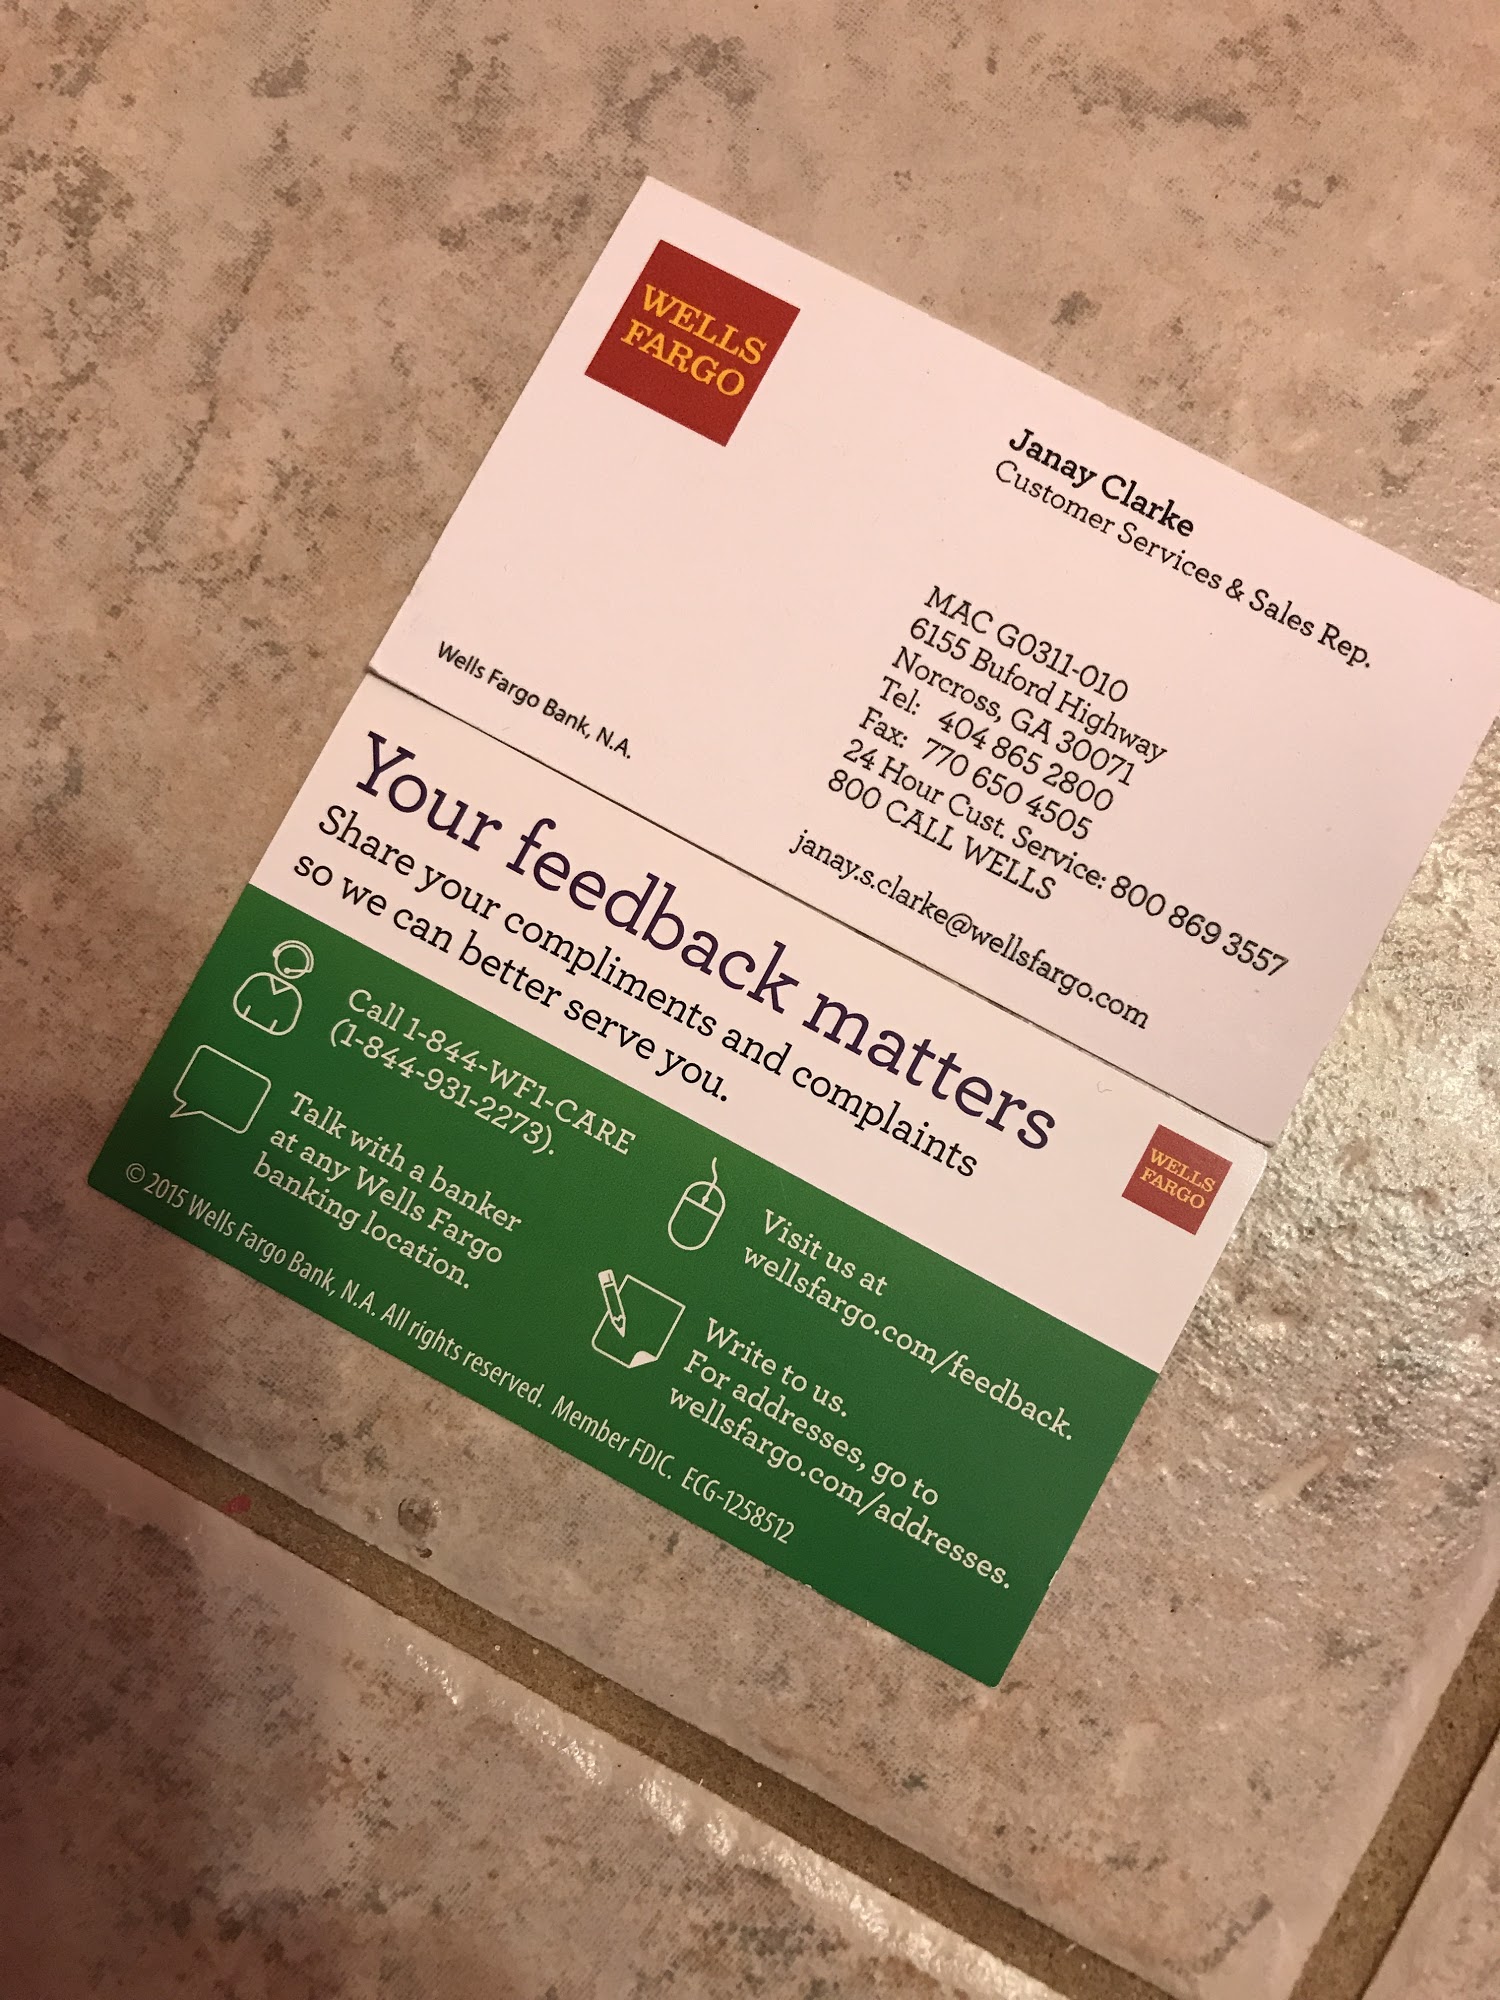 WELLS
FARGO
Janay Clarke
Customer Services & Sales Rep.
MAC G0311-010
6155 Buford Highway
Norcross, GA 30071
Tel: 404 865 2800
Fax: 770 650 4505
24 Hour Cust. Service: 800 869 3557
800 CALL WELLS
janay.s.clarke@wellsfargo.com
Wells Fargo Bank, N.A.
Your feedback matters
Share your compliments and complaints
so we can better serve you.
WELLS
FARGO
Call 1-844-WF1-CARE
(1-844-931-2273).
Talk with a banker
at any Wells Fargo
banking location.
Visit us at
wellsfargo.com/feedback.
Write to us.
For addresses, go to
wellsfargo.com/addresses.
© 2015 Wells Fargo Bank, N.A. All rights reserved. Member FDIC. ECG-1258512